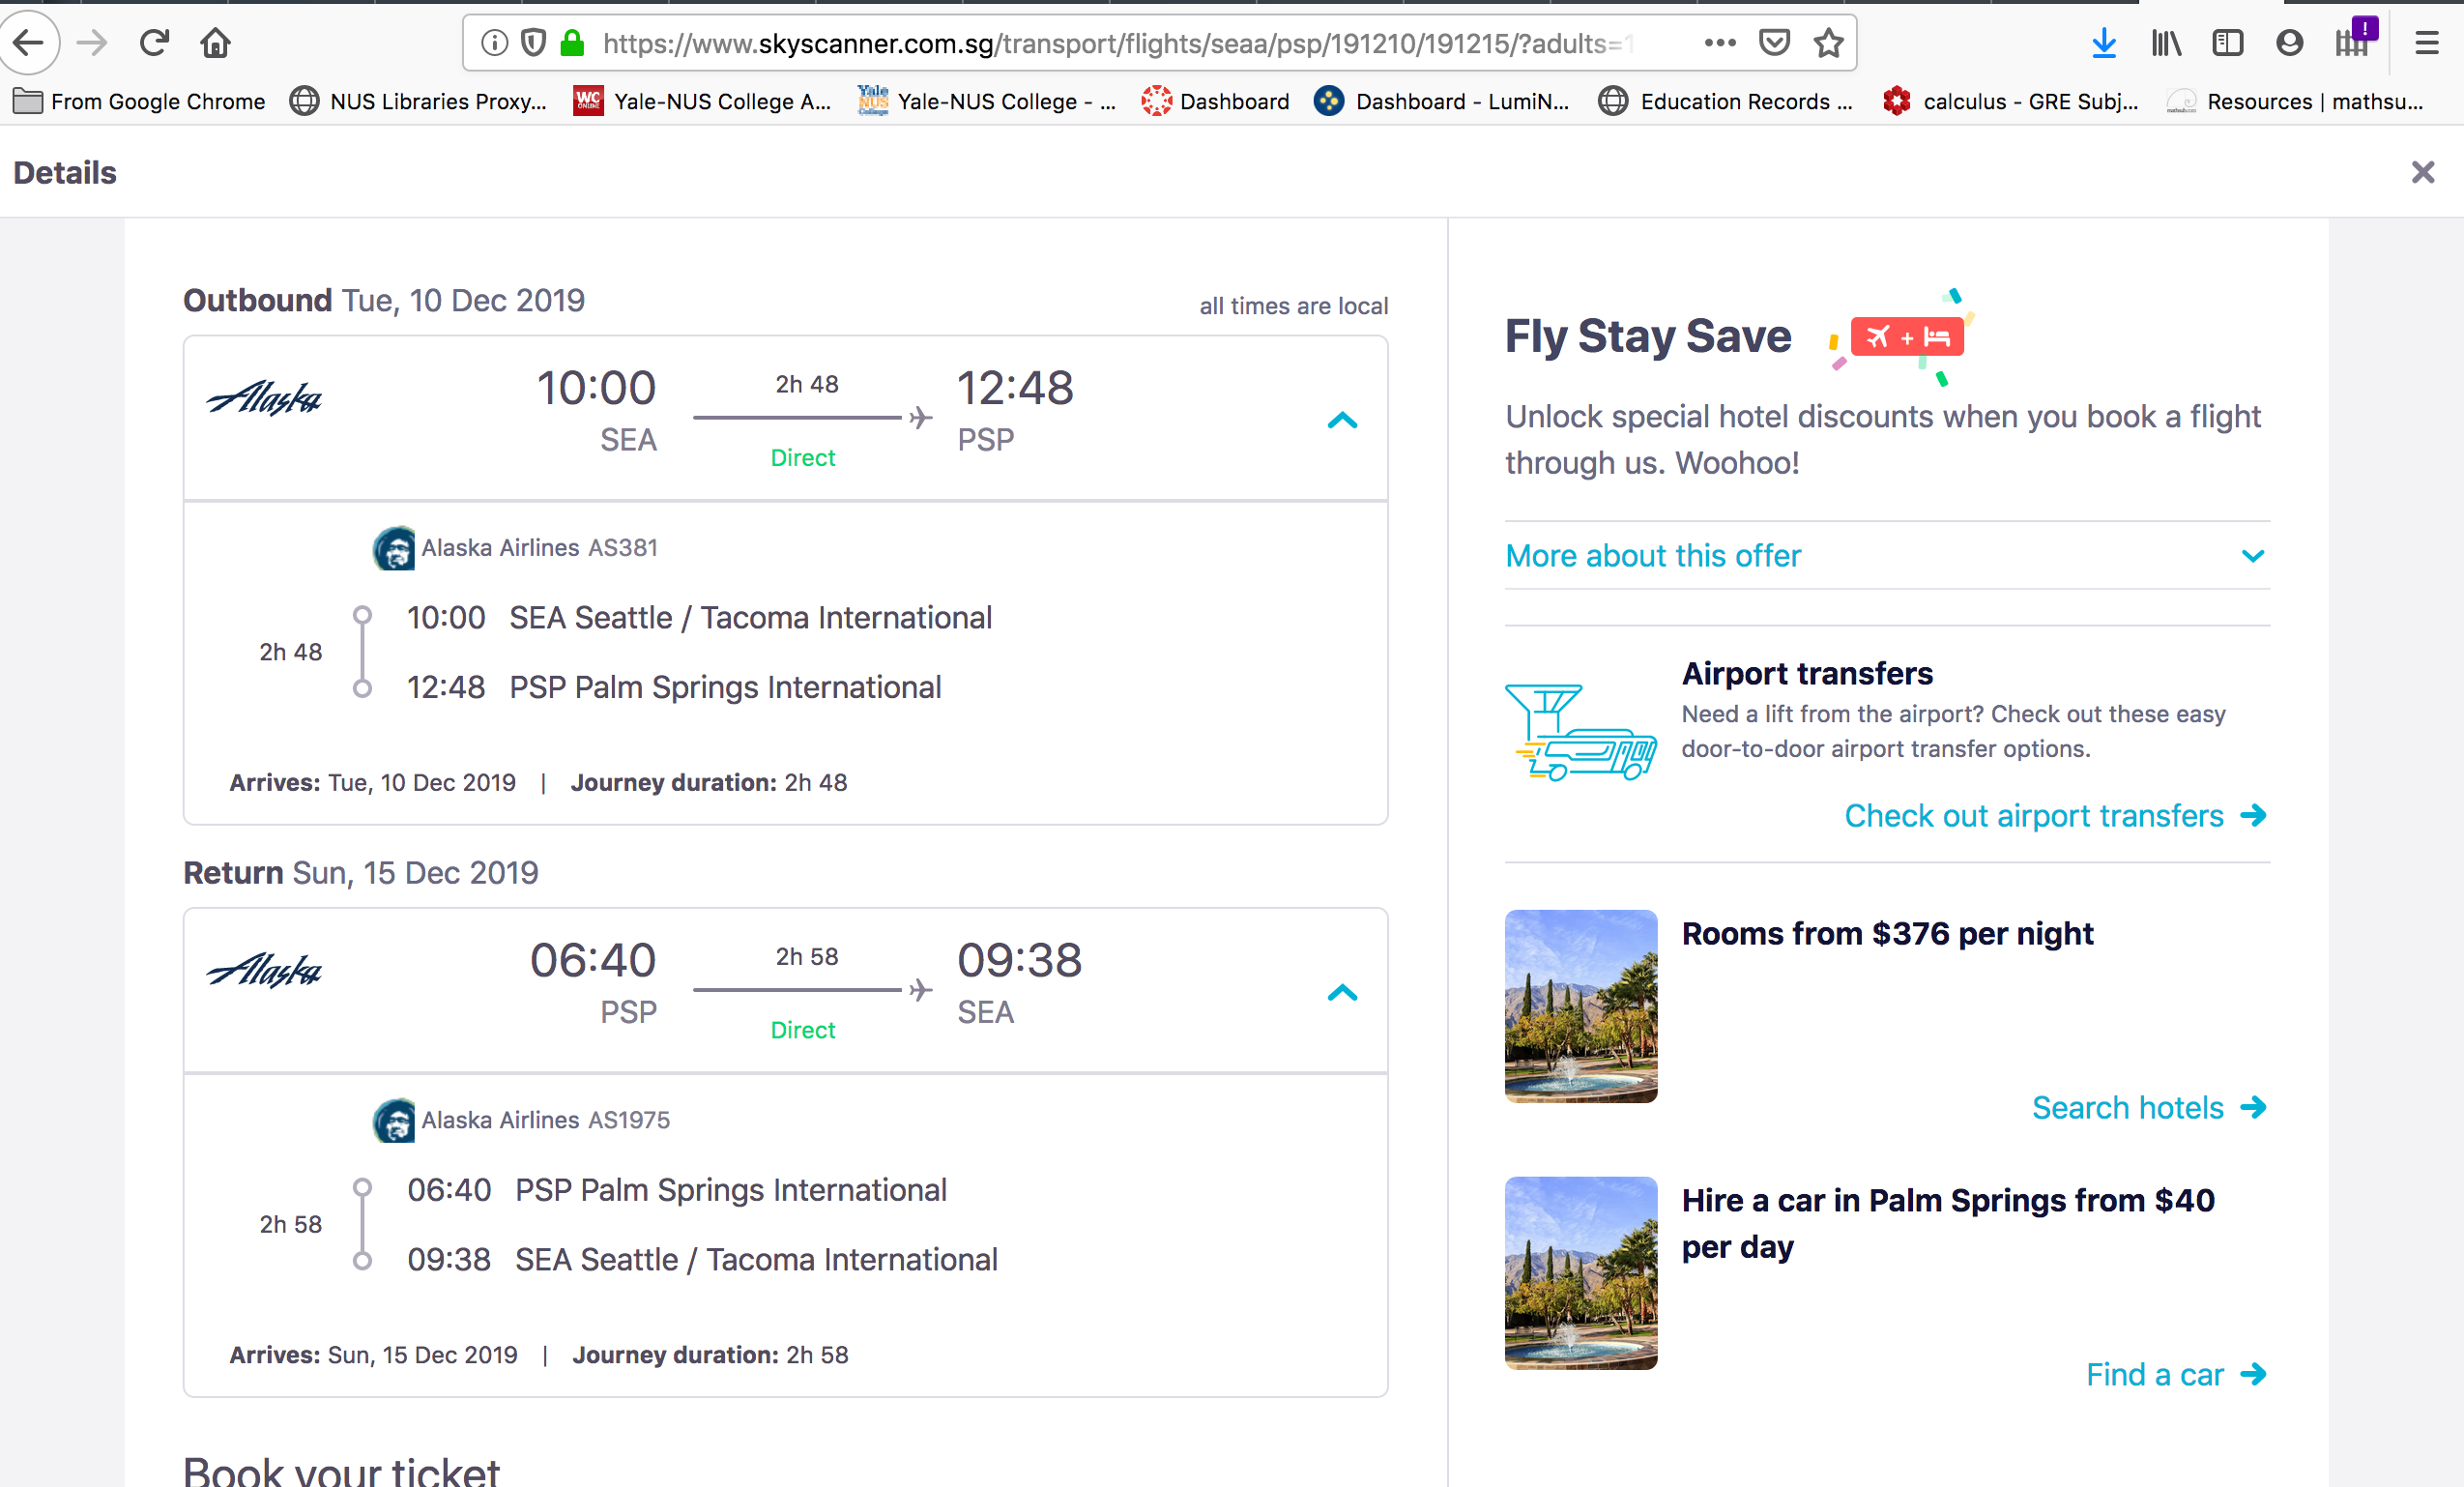 https://www.skyscanner.com.sg/transport/flights/seaa/psp/191210/191215/?adults=1
From Google Chrome
NUS Libraries Proxy...
WC ONLINE Yale-NUS College A...
Yale NUS College Yale-NUS College - ...
Dashboard
Dashboard - LumiN...
Education Records ...
calculus - GRE Subj...
Resources | mathsu...
Details
Outbound Tue, 10 Dec 2019
all times are local
Alaska
10:00
SEA
2h 48
Direct
12:48
PSP
Alaska Airlines AS381
2h 48
10:00 SEA Seattle / Tacoma International
12:48 PSP Palm Springs International
Arrives: Tue, 10 Dec 2019 | Journey duration: 2h 48
Return Sun, 15 Dec 2019
Alaska
06:40
PSP
2h 58
Direct
09:38
SEA
Alaska Airlines AS1975
2h 58
06:40 PSP Palm Springs International
09:38 SEA Seattle / Tacoma International
Arrives: Sun, 15 Dec 2019 | Journey duration: 2h 58
Book your ticket
Fly Stay Save
Unlock special hotel discounts when you book a flight
through us. Woohoo!
More about this offer
Airport transfers
Need a lift from the airport? Check out these easy
door-to-door airport transfer options.
Check out airport transfers
Rooms from $376 per night
Search hotels
Hire a car in Palm Springs from $40
per day
Find a car